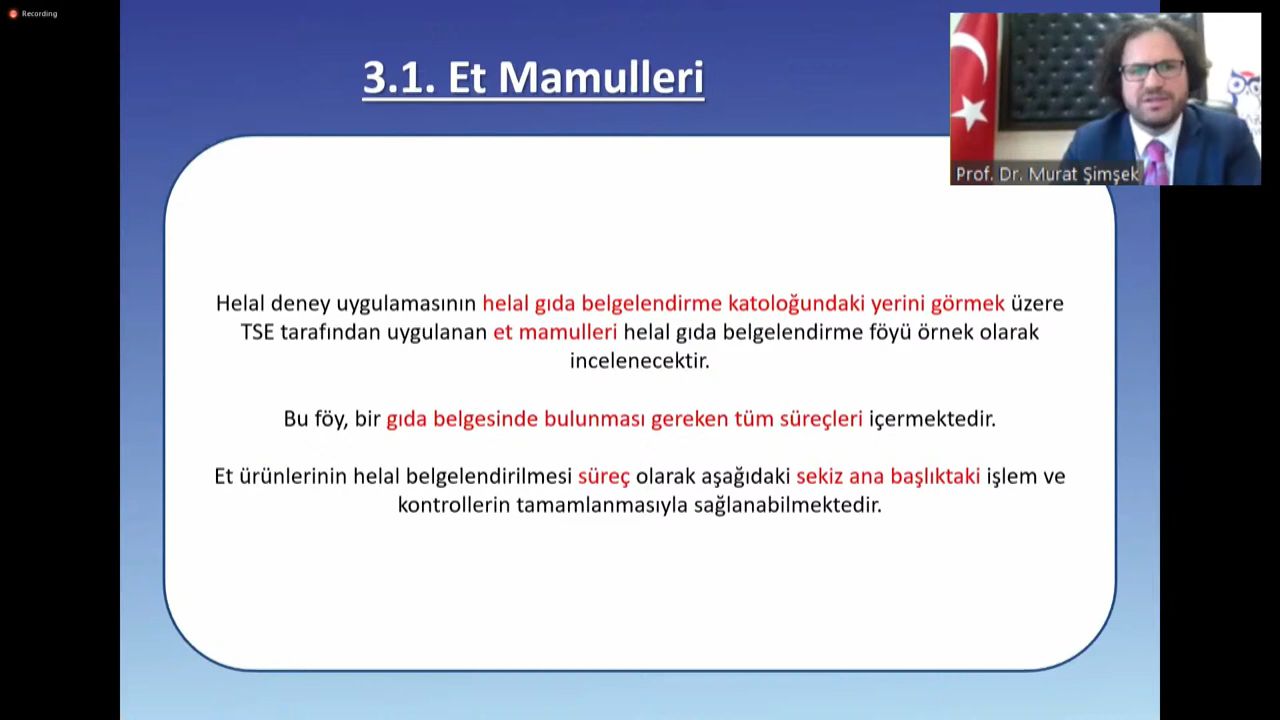 Recording
3.1. Et Mamulleri
Prof. Dr. Murat Şimşek
Helal deney uygulamasının helal gıda belgelendirme katoloğundaki yerini görmek üzere
TSE tarafından uygulanan et mamulleri helal gıda belgelendirme föyü örnek olarak
incelenecektir.
Bu föy, bir gıda belgesinde bulunması gereken tüm süreçleri içermektedir.
Et ürünlerinin helal belgelendirilmesi süreç olarak aşağıdaki sekiz ana başlıktaki işlem ve
kontrollerin tamamlanmasıyla sağlanabilmektedir.